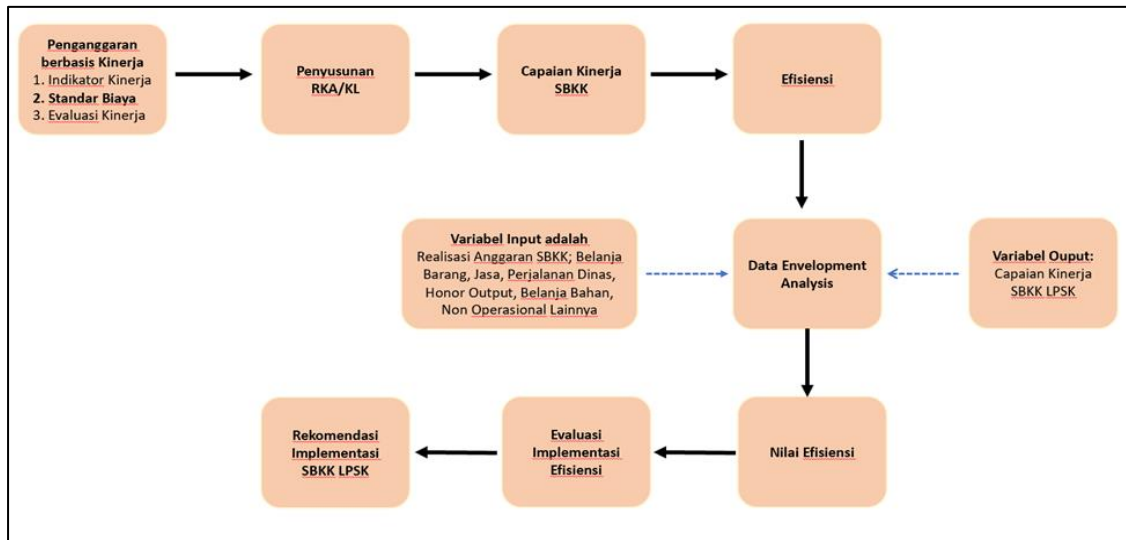 Penganggaran
berbasis Kinerja
1. Indikator Kinerja
2. Standar Biaya
3. Evaluasi Kinerja
Penyusunan
RKA/KL
Capaian Kinerja
SBKK
Efisiensi
Variabel Input adalah
Realisasi Anggaran SBKK; Belanja
Barang, Jasa, Perjalanan Dinas,
Honor Output, Belanja Bahan,
Non Operasional Lainnya
Data Envelopment
Analysis
Variabel Ouput:
Capaian Kinerja
SBKK LPSK
Rekomendasi
Implementasi
SBKK LPSK
Evaluasi
Implementasi
Efisiensi
Nilai Efisiensi